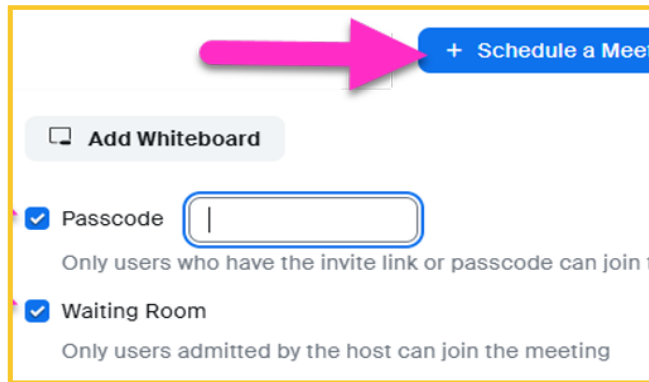 + Schedule a Mee
Add Whiteboard
Passcode
Only users who have the invite link or passcode can join
Waiting Room
Only users admitted by the host can join the meeting